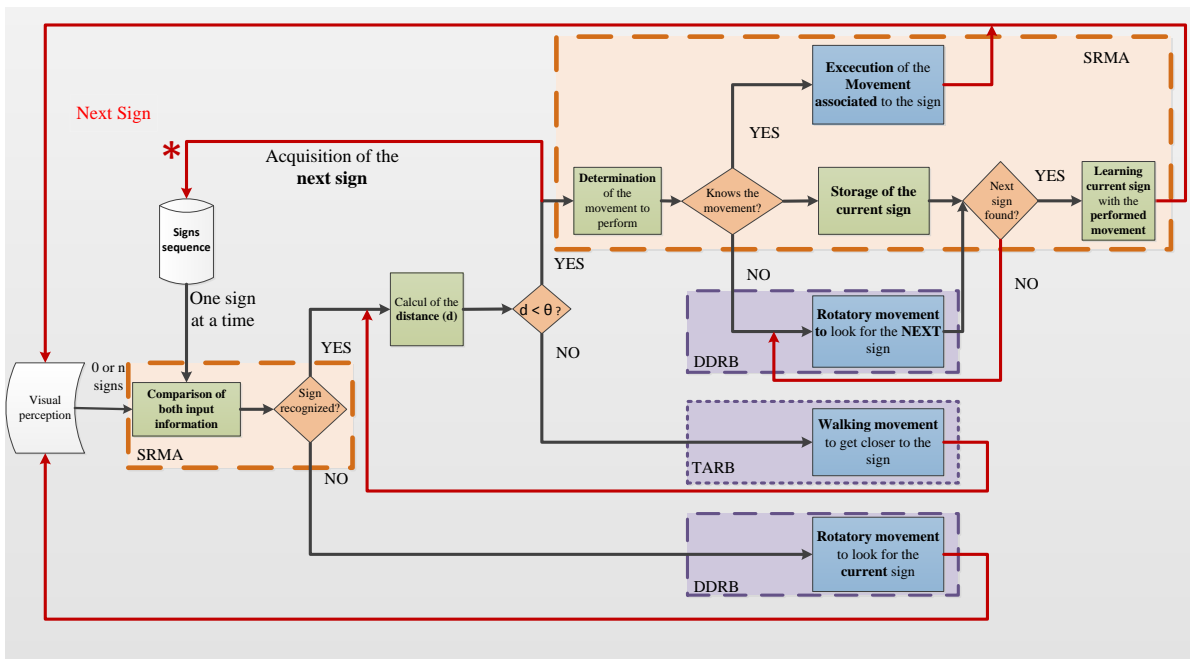 Next Sign
*
Acquisition of the
next sign
Signs
sequence
One sign
at a time
0 or n
signs
Visual
perception
Comparison of
both input
information
SRMA
Sign
recognized?
YES
NO
Calcul of the
distance (d)
d < θ ?
YES
NO
SRMA
Determination
of the
movement to
perform
Knows the
movement?
YES
NO
Excecution of the
Movement
associated to the sign
Storage of the
current sign
Next
sign
found?
YES
NO
Learning
current sign
with the
performed
movement
Rotatory movement
to look for the NEXT
sign
DDRB
Walking movement
to get closer to the
sign
TARB
Rotatory movement
to look for the
current sign
DDRB